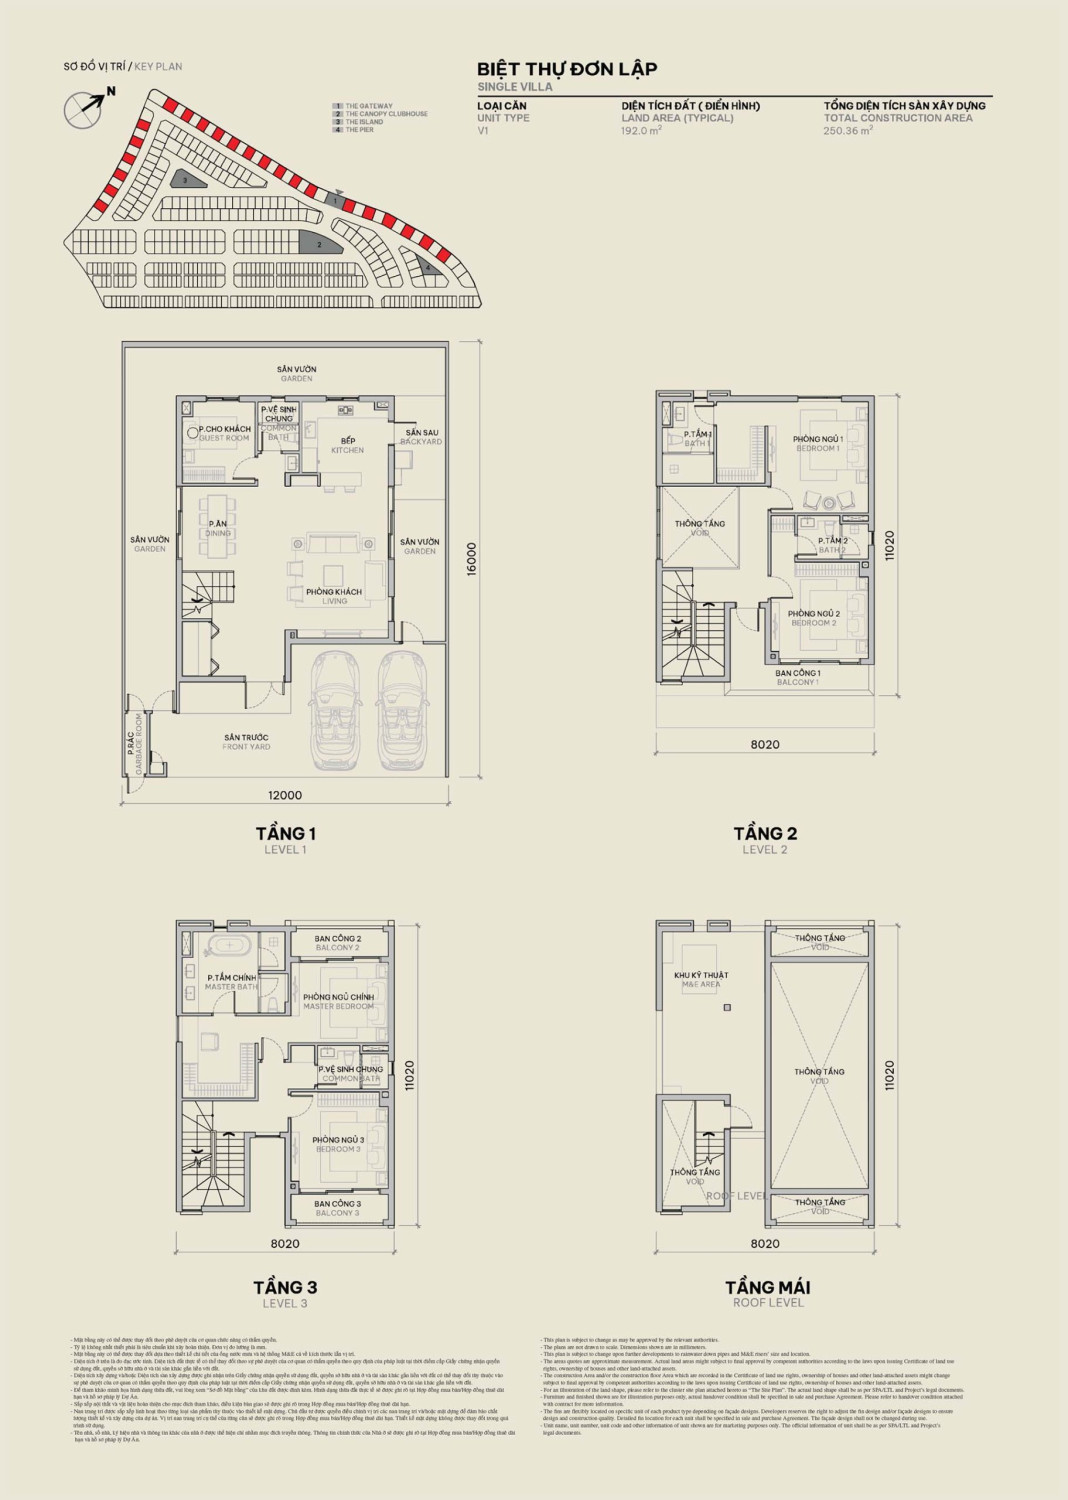 SƠ ĐỒ VỊ TRÍ / KEY PLAN
N
1 THE GATEWAY
2 THE CANOPY CLUBHOUSE
3 THE ISLAND
4 THE PIER
BIỆT THỰ ĐƠN LẬP
SINGLE VILLA
LOẠI CĂN
UNIT TYPE
V1
DIỆN TÍCH ĐẤT ( ĐIỂN HÌNH)
LAND AREA (TYPICAL)
192.0 m²
TỔNG DIỆN TÍCH SÀN XÂY DỰNG
TOTAL CONSTRUCTION AREA
250.36 m²
3
1
2
4
SÂN VƯỜN
GARDEN
P.CHO KHÁCH
GUEST ROOM
P.VỆ SINH
CHUNG
COMMON
BATH
BẾP
KITCHEN
SÂN SAU
BACKYARD
SÂN VƯỜN
GARDEN
P.ĂN
DINING
SÂN VƯỜN
GARDEN
PHÒNG KHÁCH
LIVING
SÂN TRƯỚC
FRONT YARD
P.RÁC
GARBAGE ROOM
16000
12000
TẦNG 1
LEVEL 1
P.TẮM 1
BATH 1
PHÒNG NGỦ 1
BEDROOM 1
THÔNG TẦNG
VOID
P.TẮM 2
BATH 2
PHÒNG NGỦ 2
BEDROOM 2
BAN CÔNG 1
BALCONY 1
11020
8020
TẦNG 2
LEVEL 2
BAN CÔNG 2
BALCONY 2
P.TẮM CHÍNH
MASTER BATH
PHÒNG NGỦ CHÍNH
MASTER BEDROOM
P.VỆ SINH CHUNG
COMMON BATH
PHÒNG NGỦ 3
BEDROOM 3
BAN CÔNG 3
BALCONY 3
11020
8020
TẦNG 3
LEVEL 3
THÔNG TẦNG
VOID
KHU KỸ THUẬT
M&E AREA
THÔNG TẦNG
VOID
THÔNG TẦNG
VOID
ROOF LEVEL
THÔNG TẦNG
VOID
11020
8020
TẦNG MÁI
ROOF LEVEL
- This plan is subject to change as may be approved by the relevant authorities.
- The plans are not drawn to scale. Dimensions shown are in millimeters.
- This plan is subject to change upon further developments to rainwater down pipes and M&E risers' size and location.
- The areas quotes are approximate measurement. Actual land areas might subject to final approval by competent authorities according to the laws upon issuing Certificate of land use
rights, ownership of houses and other land-attached assets.
- The construction Area and/or the construction floor Area which are recorded in the Certificate of land use rights, ownership of houses and other land-attached assets might change
subject to final approval by component authorities according to the laws upon issuing Certificate of land use rights, ownership of houses and other land-attached assets.
- For an illustration of the land shape, please refer to the cluster site plan attached hereto as "The Site Plan". The actual land shape shall be as per SPA/LTL and Project's legal documents.
- Furniture and finished shown are for illustration purposes only, actual handover condition shall be specified in sale and purchase Agreement. Please refer to handover condition attached
with contract for more information.
- The fins are flexibly located on specific unit of each product type depending on façade designs. Developers reserves the right to adjust the fin design and/or façade designs to ensure
design and construction quality. Detailed fin location for each unit shall be specified in sale and purchase Agreement. The façade design shall not be changed during use.
- Unit name, unit number, unit code and other information of unit shown are for marketing purposes only. The official information of unit shall be as per SPA/LTL and Project's
legal documents.